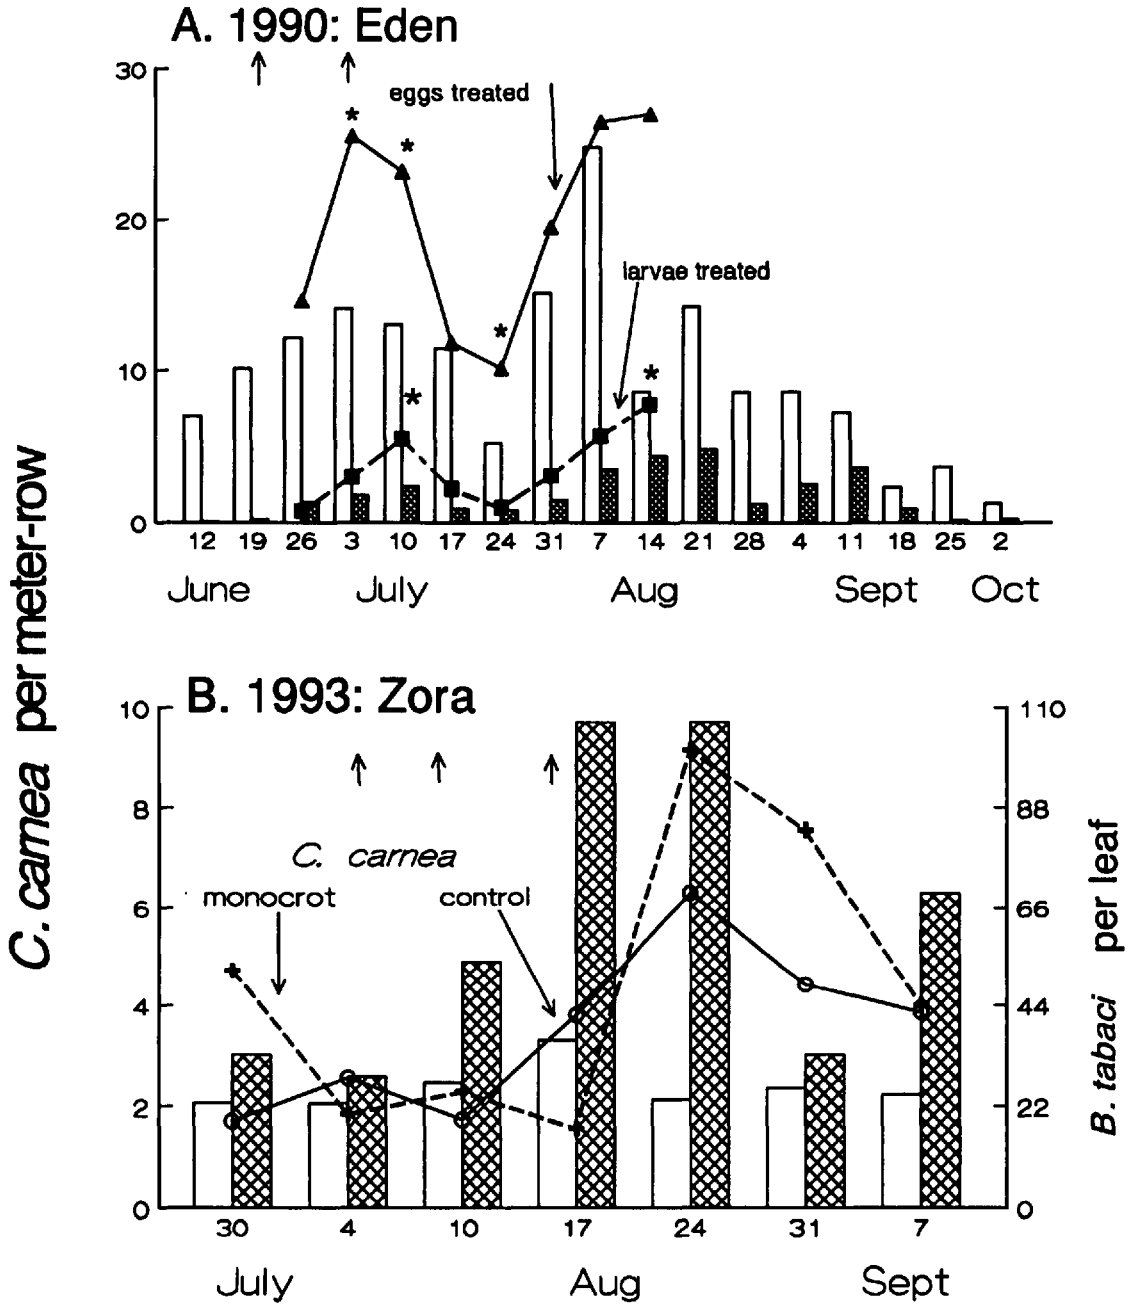 A. 1990: Eden
30
20
10
0
eggs treated
larvae treated
*
*
*
*
*
12 19 26 3 10 17 24 31 7 14 21 28 4 11 18 25 2
June July Aug Sept Oct
C. carnea per meter-row
B. 1993: Zora
10
8
6
4
2
0
110
88
66
44
22
0
C. carnea
monocrot
control
30 4 10 17 24 31 7
July Aug Sept
B. tabaci per leaf